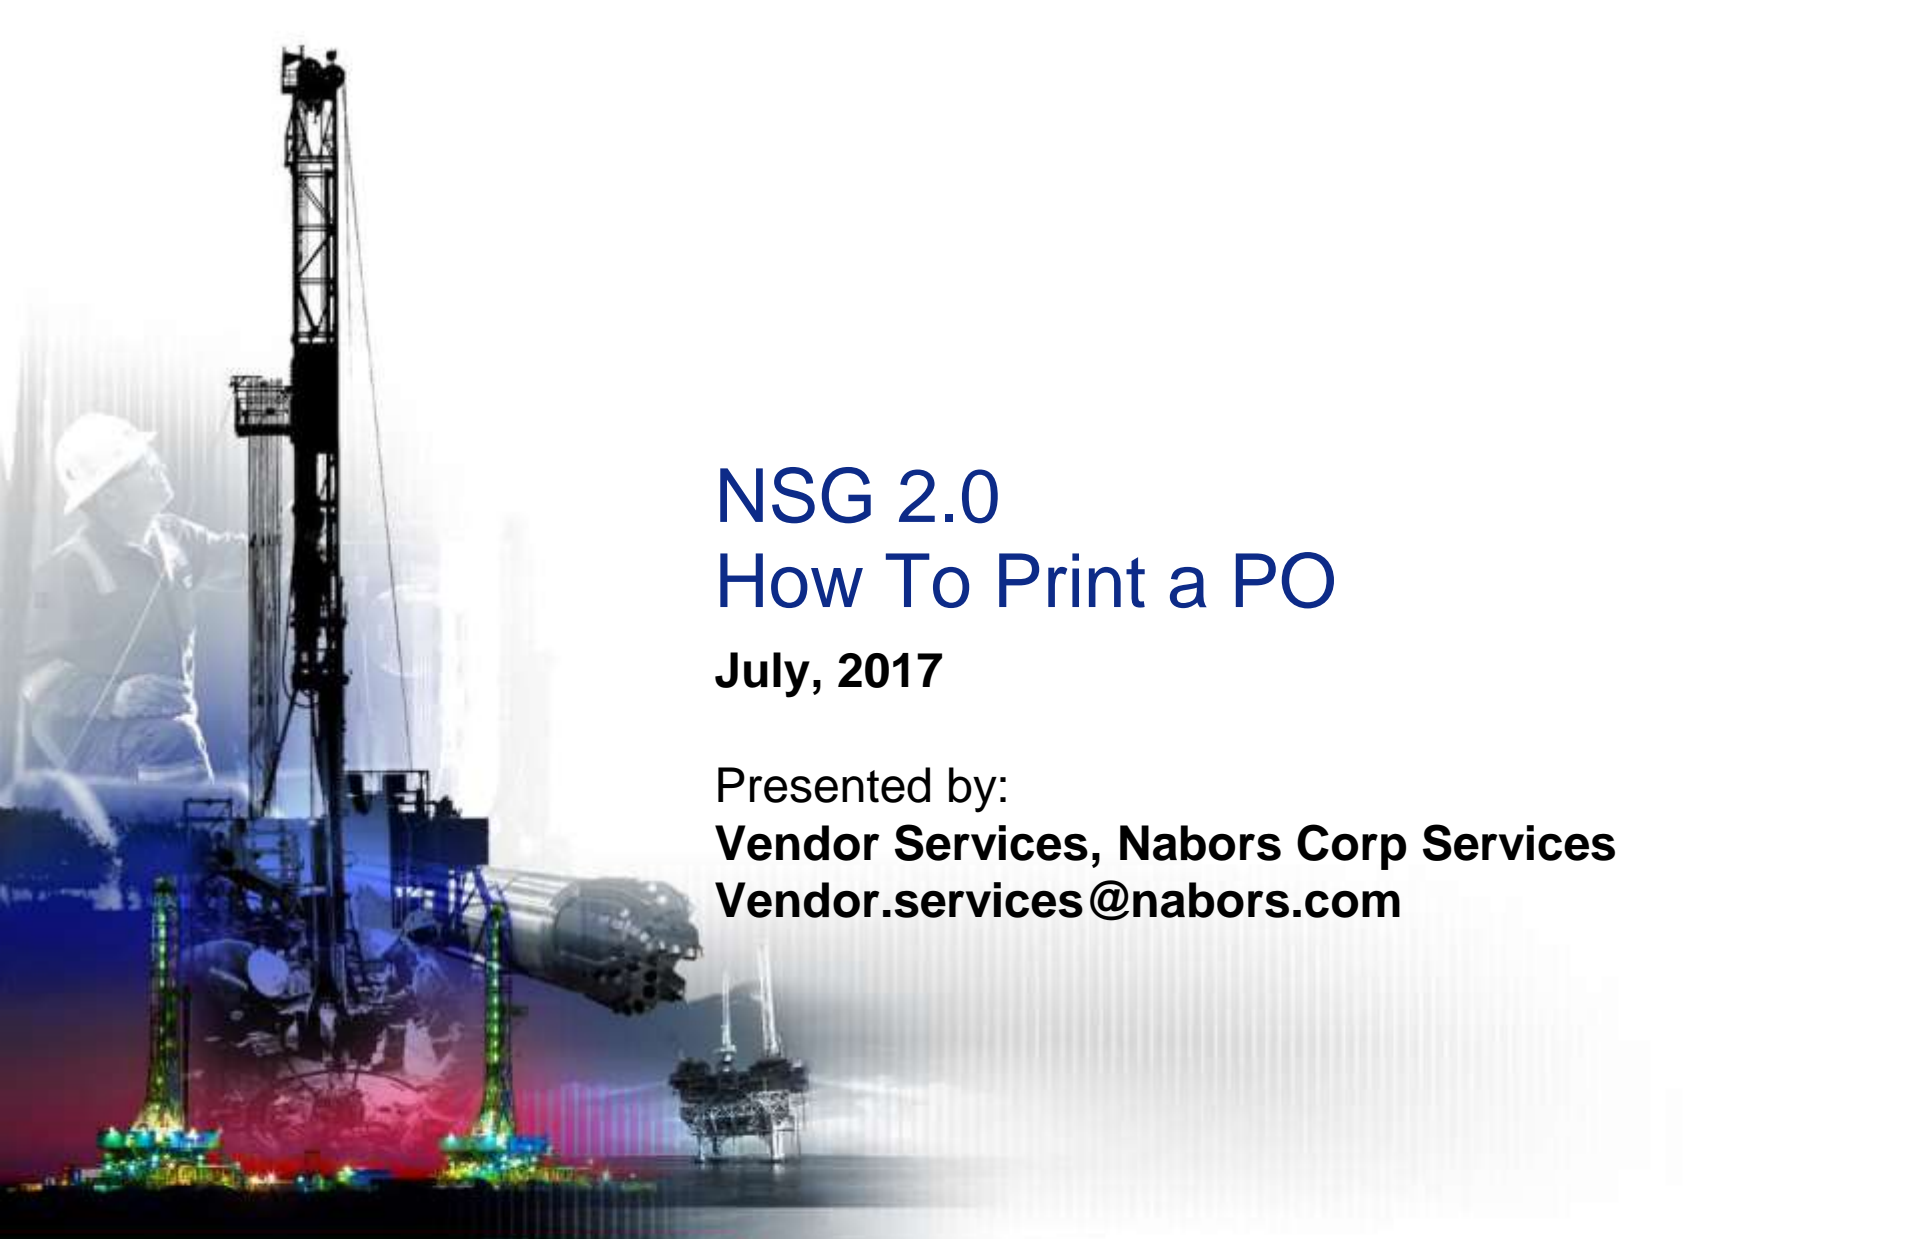 NSG 2.0
How To Print a PO
July, 2017
Presented by:
Vendor Services, Nabors Corp Services
Vendor.services@nabors.com